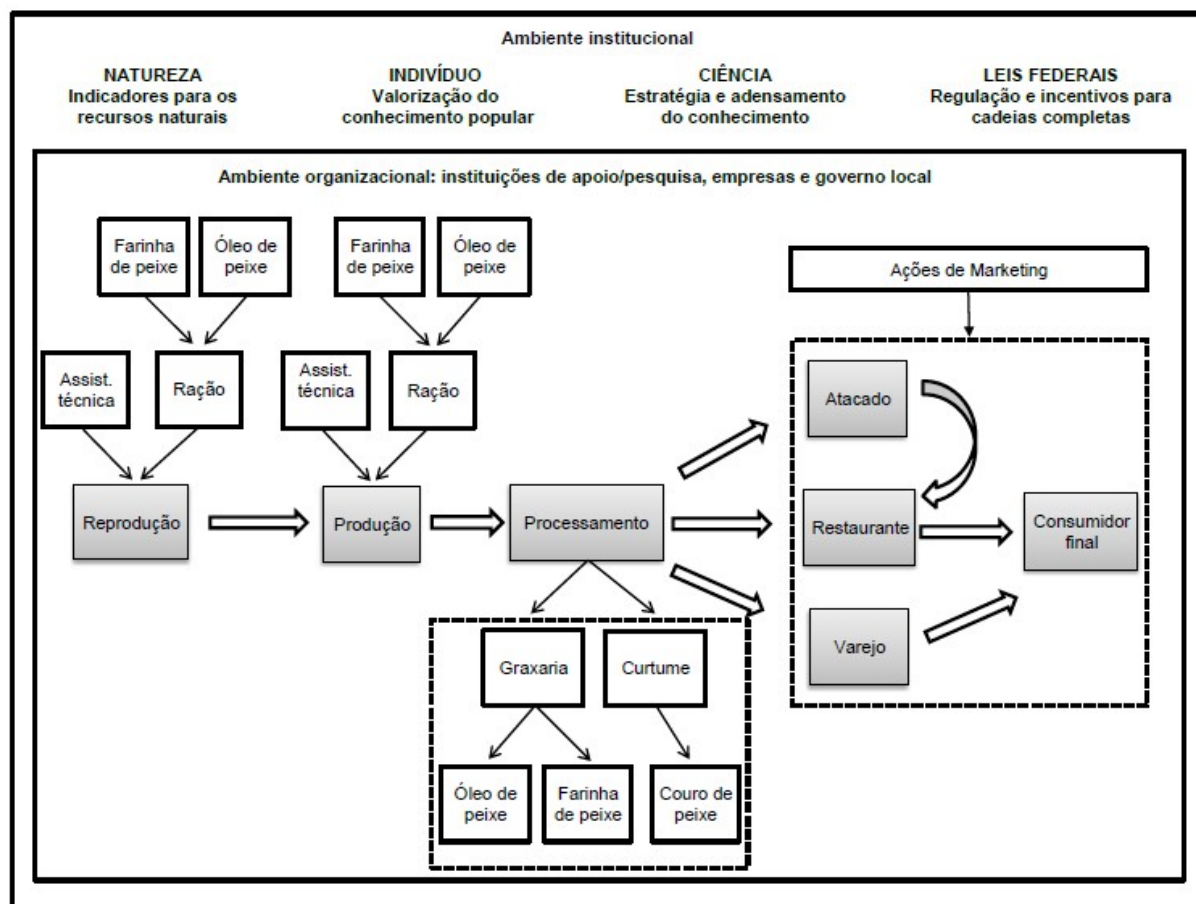 Ambiente institucional
NATUREZA
Indicadores para os
recursos naturais
INDIVÍDUO
Valorização do
conhecimento popular
CIÊNCIA
Estratégia e adensamento
do conhecimento
LEIS FEDERAIS
Regulação e incentivos para
cadeias completas
Ambiente organizacional: instituições de apoio/pesquisa, empresas e governo local
Farinha
de peixe
Óleo de
peixe
Farinha
de peixe
Óleo de
peixe
Ações de Marketing
Assist.
técnica
Ração
Assist.
técnica
Ração
Atacado
Reprodução
Produção
Processamento
Restaurante
Consumidor
final
Varejo
Graxaria
Curtume
Óleo de
peixe
Farinha
de peixe
Couro de
peixe